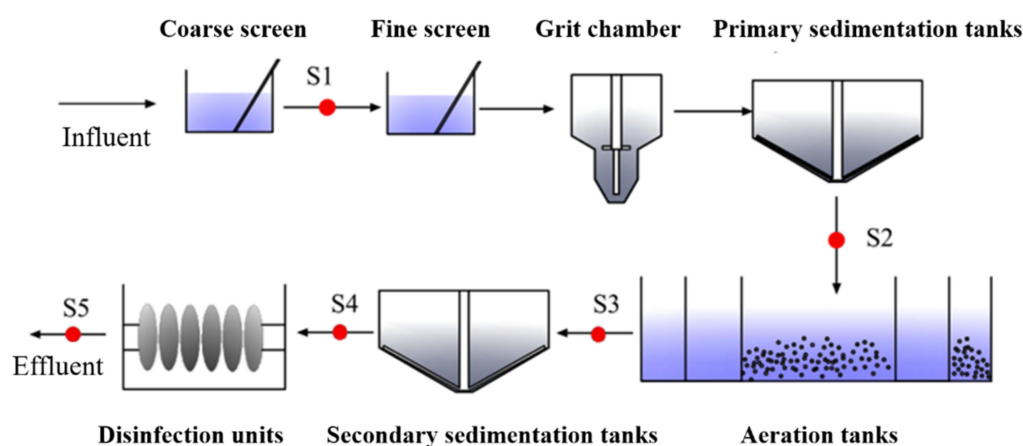 Coarse screen
Fine screen
Grit chamber
Primary sedimentation tanks
S1
Influent
S2
S5
S4
S3
Effluent
Disinfection units
Secondary sedimentation tanks
Aeration tanks